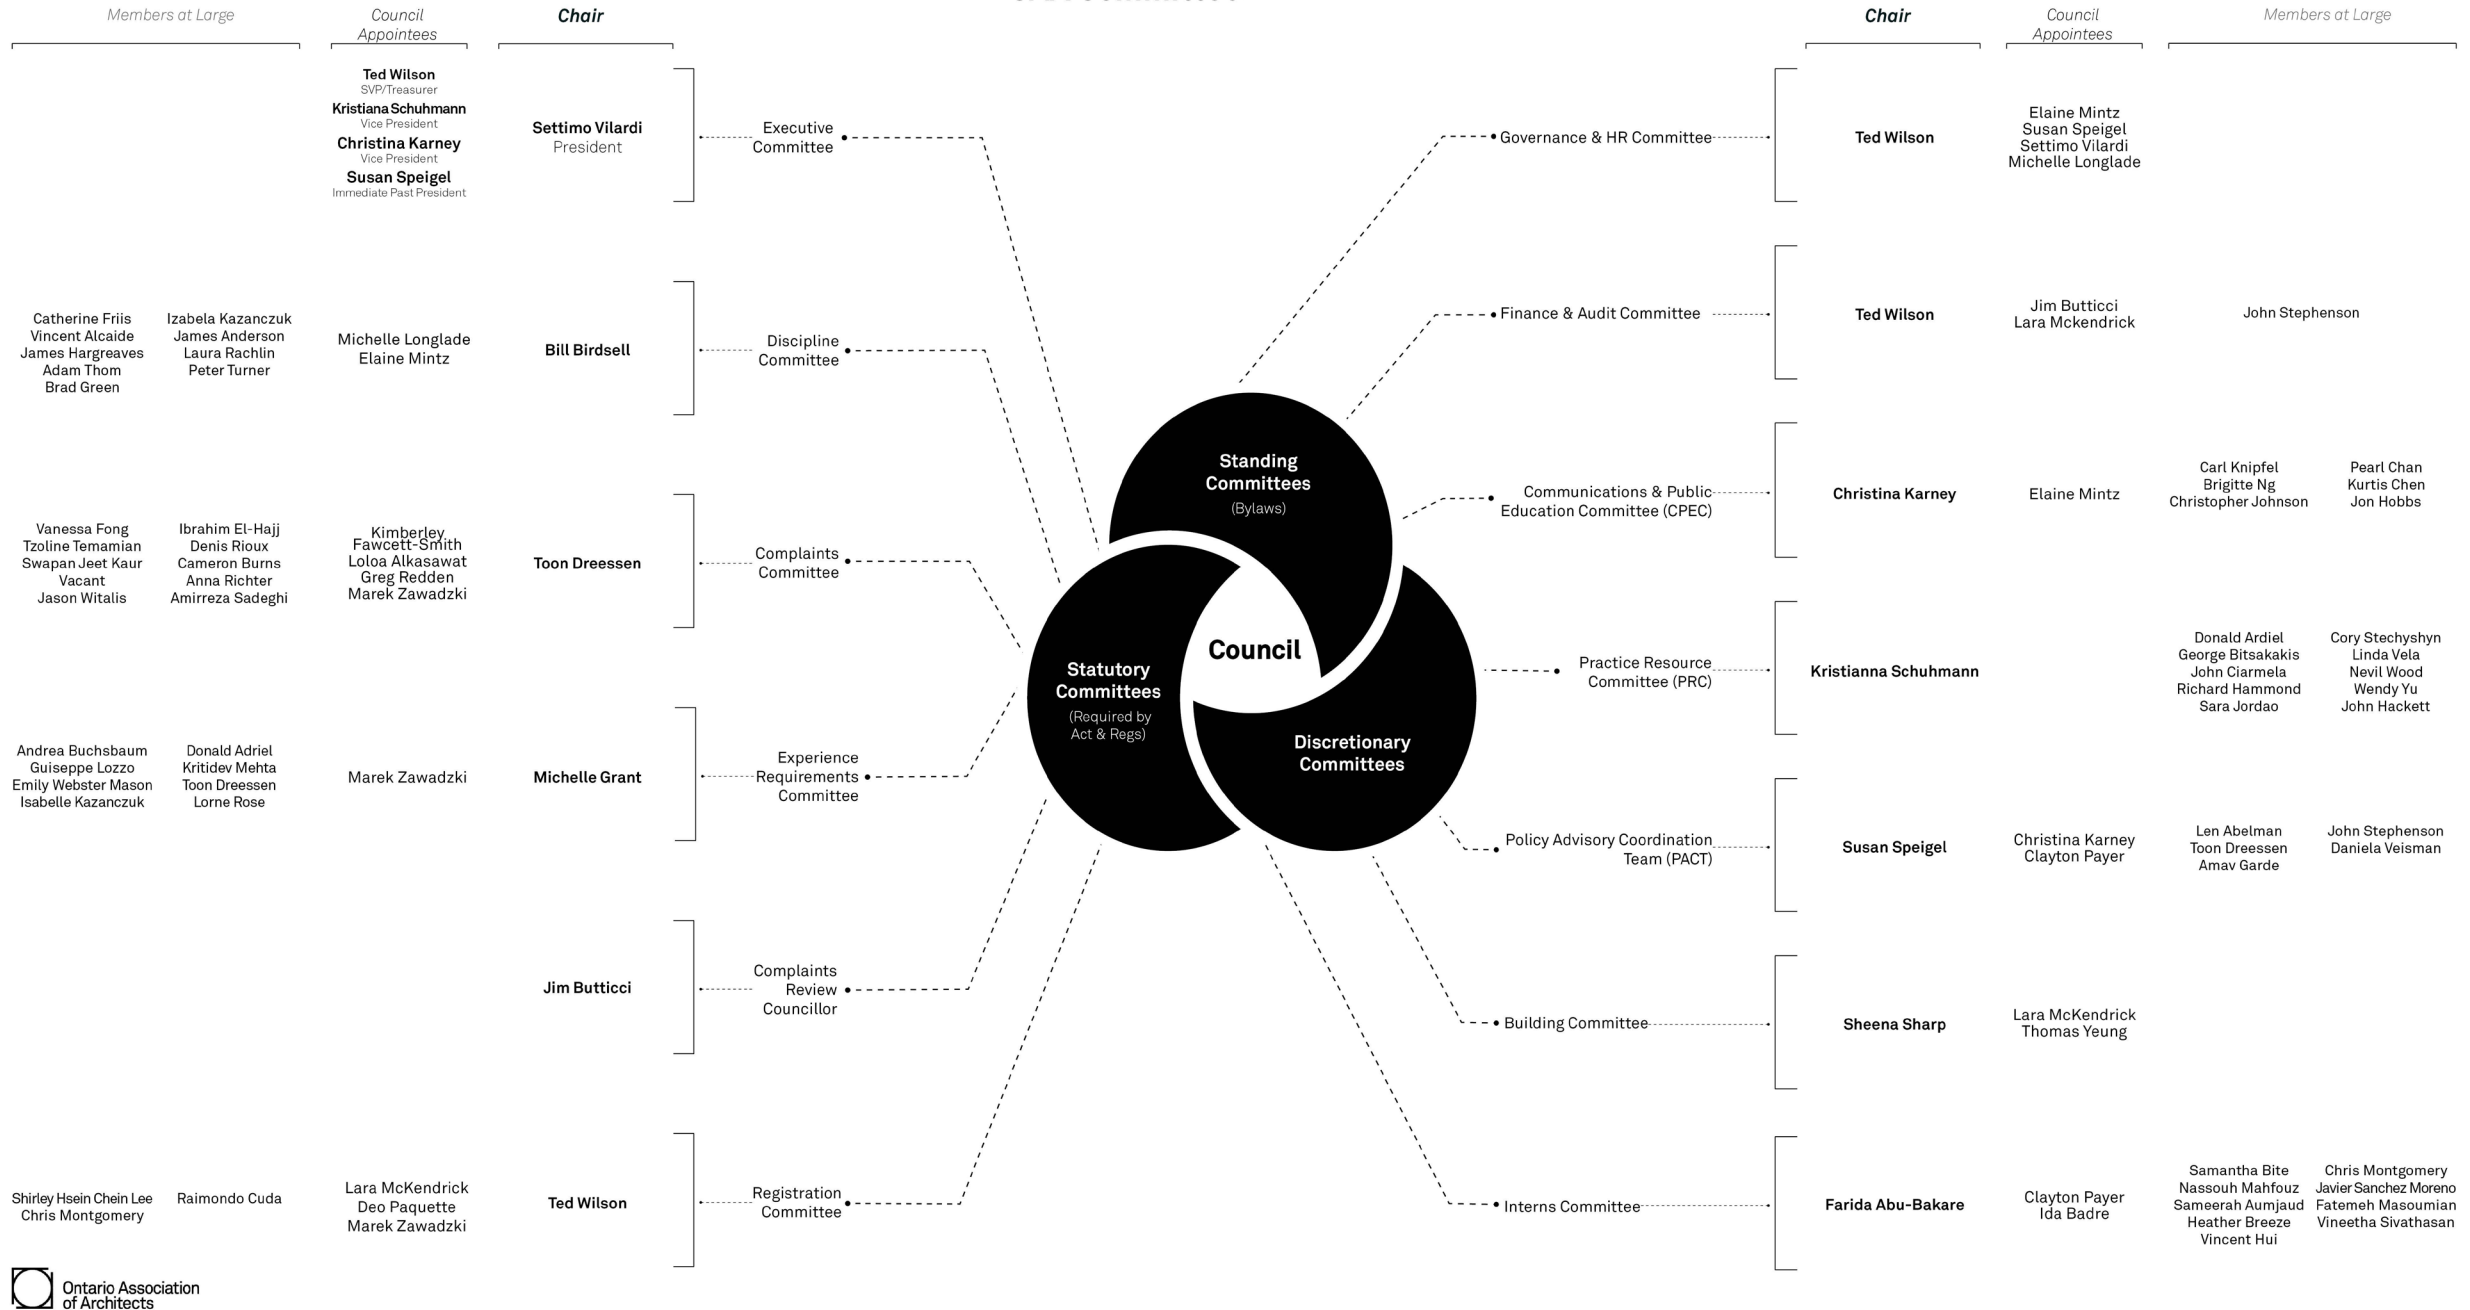 Members at Large
Council
Appointees
Chair
Ted Wilson
SVP/Treasurer
Kristiana Schuhmann
Vice President
Christina Karney
Vice President
Susan Speigel
Immediate Past President
Settimo Vilardi
President
Executive
Committee
Catherine Friis
Vincent Alcaide
James Hargreaves
Adam Thom
Brad Green
Izabela Kazanczuk
James Anderson
Laura Rachlin
Peter Turner
Michelle Longlade
Elaine Mintz
Bill Birdsell
Discipline
Committee
Vanessa Fong
Tzoline Temamian
Swapan Jeet Kaur
Vacant
Jason Witalis
Ibrahim El-Hajj
Denis Rioux
Cameron Burns
Anna Richter
Amirreza Sadeghi
Kimberley
Fawcett-Smith
Loloa Alkasawat
Greg Redden
Marek Zawadzki
Toon Dreessen
Complaints
Committee
Andrea Buchsbaum
Guiseppe Lozzo
Emily Webster Mason
Isabelle Kazanczuk
Donald Adriel
Kritidev Mehta
Toon Dreessen
Lorne Rose
Marek Zawadzki
Michelle Grant
Experience
Requirements
Committee
Jim Butticci
Complaints
Review
Councillor
Shirley Hsein Chein Lee
Chris Montgomery
Raimondo Cuda
Lara McKendrick
Deo Paquette
Marek Zawadzki
Ted Wilson
Registration
Committee
Ontario Association
of Architects
Standing
Committees
(Bylaws)
Council
Statutory
Committees
(Required by
Act & Regs)
Discretionary
Committees
Chair
Council
Appointees
Members at Large
Governance & HR Committee
Ted Wilson
Elaine Mintz
Susan Speigel
Settimo Vilardi
Michelle Longlade
Finance & Audit Committee
Ted Wilson
Jim Butticci
Lara Mckendrick
John Stephenson
Communications & Public
Education Committee (CPEC)
Christina Karney
Elaine Mintz
Carl Knipfel
Brigitte Ng
Christopher Johnson
Pearl Chan
Kurtis Chen
Jon Hobbs
Practice Resource
Committee (PRC)
Kristianna Schuhmann
Donald Ardiel
George Bitsakakis
John Ciarmela
Richard Hammond
Sara Jordao
Cory Stechyshyn
Linda Vela
Nevil Wood
Wendy Yu
John Hackett
Policy Advisory Coordination
Team (PACT)
Susan Speigel
Christina Karney
Clayton Payer
Len Abelman
Toon Dreessen
Amav Garde
John Stephenson
Daniela Veisman
Building Committee
Sheena Sharp
Lara McKendrick
Thomas Yeung
Interns Committee
Farida Abu-Bakare
Clayton Payer
Ida Badre
Samantha Bite
Nassouh Mahfouz
Sameerah Aumjaud
Heather Breeze
Vincent Hui
Chris Montgomery
Javier Sanchez Moreno
Fatemeh Masoumian
Vineetha Sivathasan